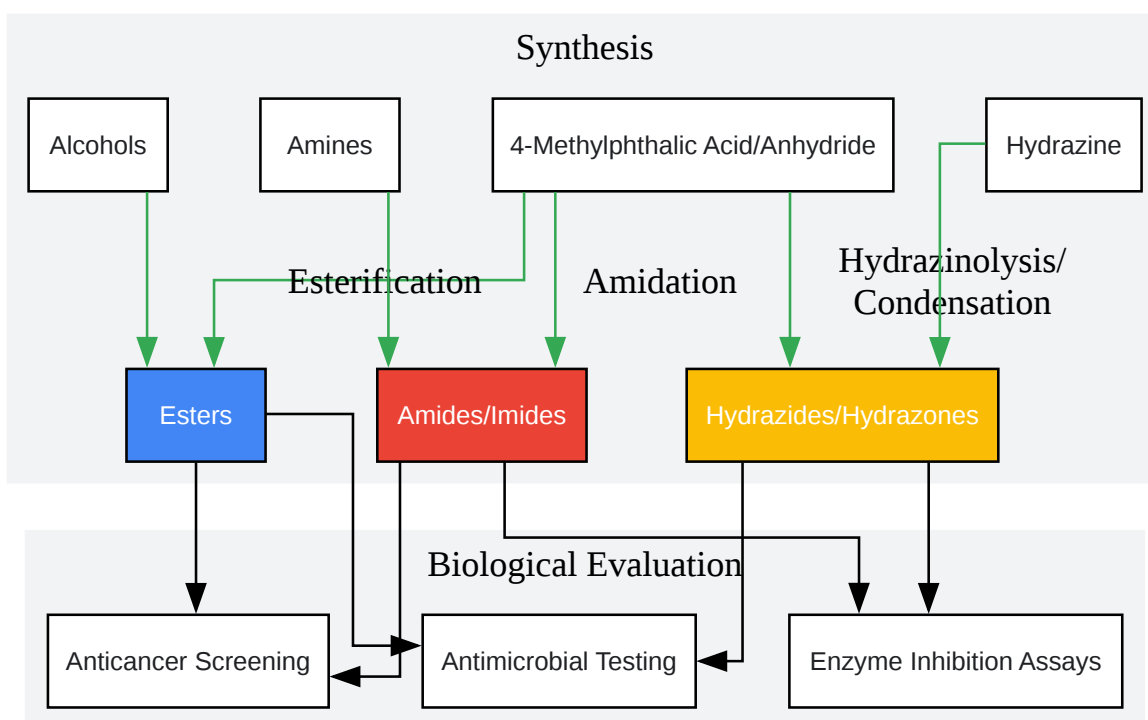 Synthesis
Alcohols
Amines
4-Methylphthalic Acid/Anhydride
Hydrazine
Esterification
Amidation
Hydrazinolysis/
Condensation
Esters
Amides/Imides
Hydrazides/Hydrazones
Biological Evaluation
Anticancer Screening
Antimicrobial Testing
Enzyme Inhibition Assays